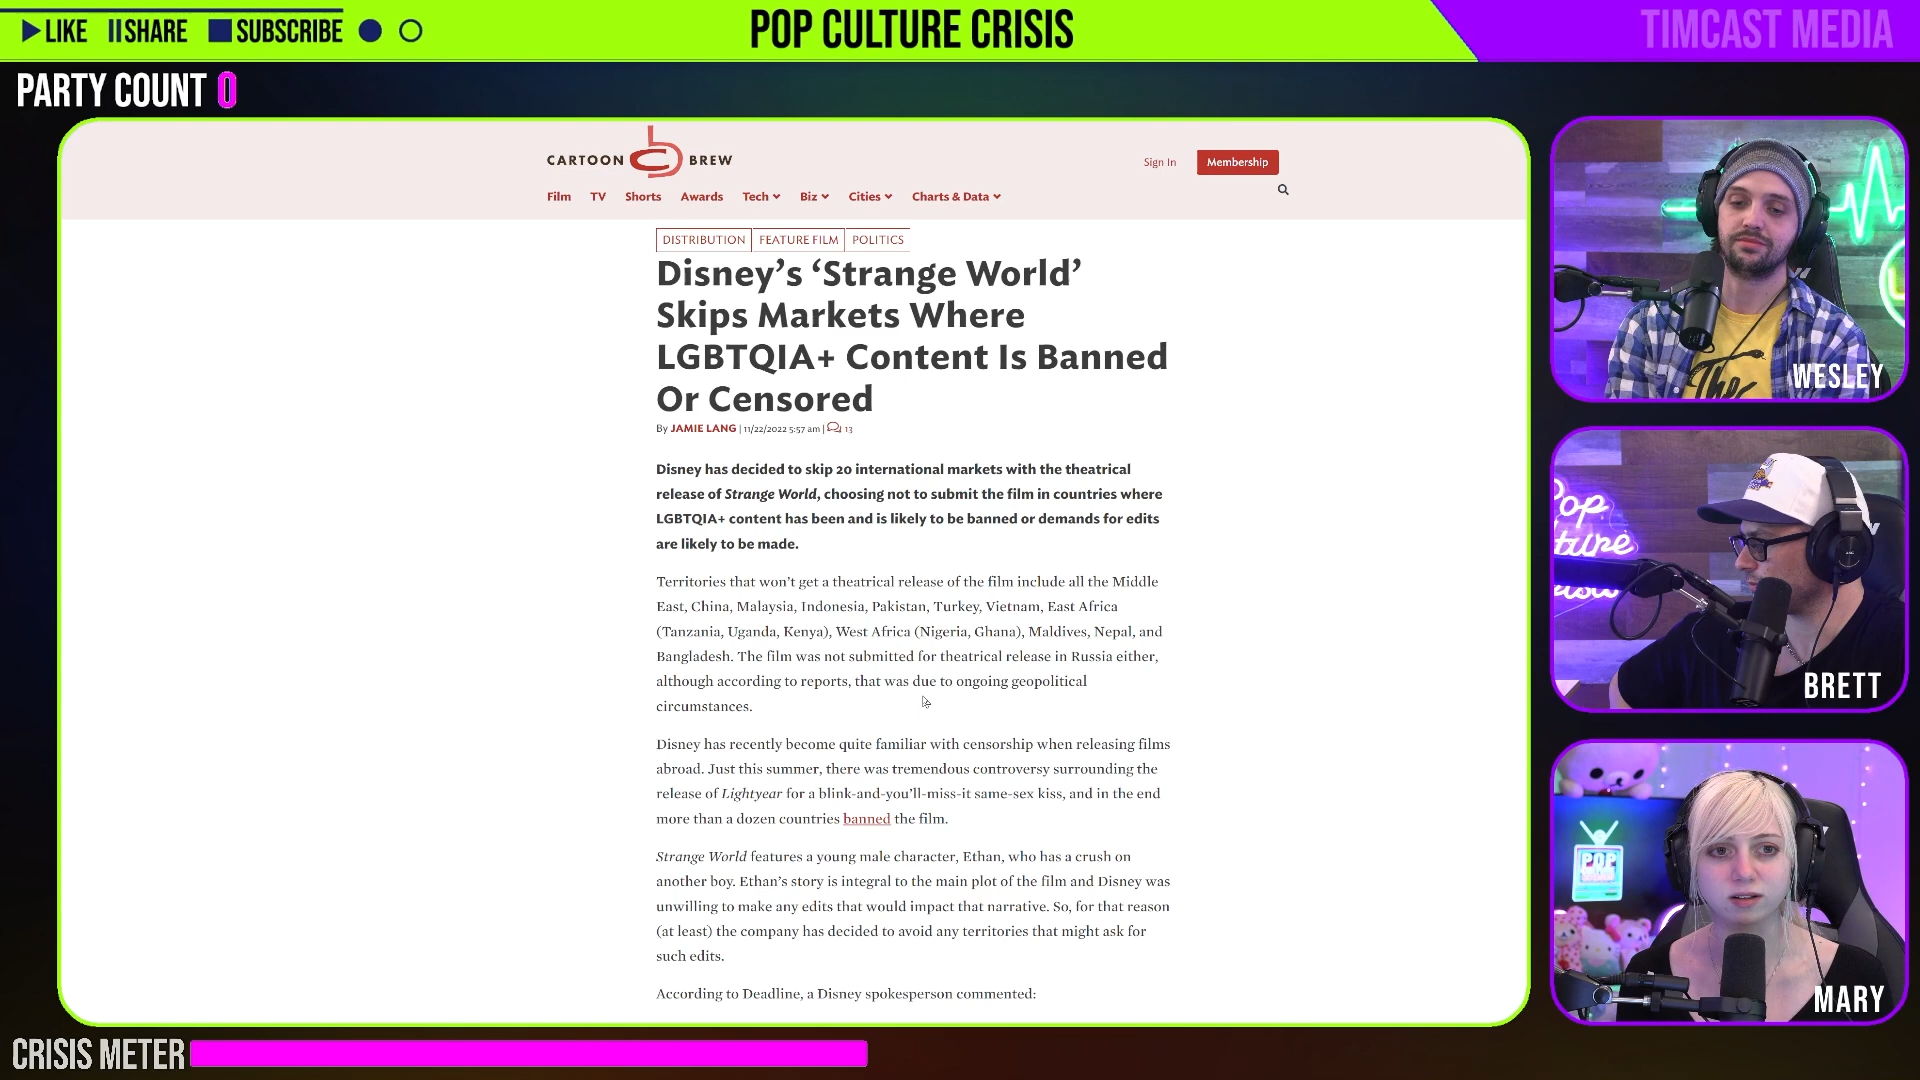 LIKE SHARE SUBSCRIBE
POP CULTURE CRISIS
TIMCAST MEDIA
PARTY COUNT 0
CARTOON BREW
Sign In
Membership
Film TV Shorts Awards Tech Biz Cities Charts & Data
DISTRIBUTION FEATURE FILM POLITICS
Disney’s ‘Strange World’
Skips Markets Where
LGBTQIA+ Content Is Banned
Or Censored
By JAMIE LANG | 11/22/2022 5:57 am | 13
Disney has decided to skip 20 international markets with the theatrical
release of Strange World, choosing not to submit the film in countries where
LGBTQIA+ content has been and is likely to be banned or demands for edits
are likely to be made.
Territories that won’t get a theatrical release of the film include all the Middle
East, China, Malaysia, Indonesia, Pakistan, Turkey, Vietnam, East Africa
(Tanzania, Uganda, Kenya), West Africa (Nigeria, Ghana), Maldives, Nepal, and
Bangladesh. The film was not submitted for theatrical release in Russia either,
although according to reports, that was due to ongoing geopolitical
circumstances.
Disney has recently become quite familiar with censorship when releasing films
abroad. Just this summer, there was tremendous controversy surrounding the
release of Lightyear for a blink-and-you’ll-miss-it same-sex kiss, and in the end
more than a dozen countries banned the film.
Strange World features a young male character, Ethan, who has a crush on
another boy. Ethan’s story is integral to the main plot of the film and Disney was
unwilling to make any edits that would impact that narrative. So, for that reason
(at least) the company has decided to avoid any territories that might ask for
such edits.
According to Deadline, a Disney spokesperson commented:
The
WESLEY
Pop
BRETT
POP
MARY
CRISIS METER